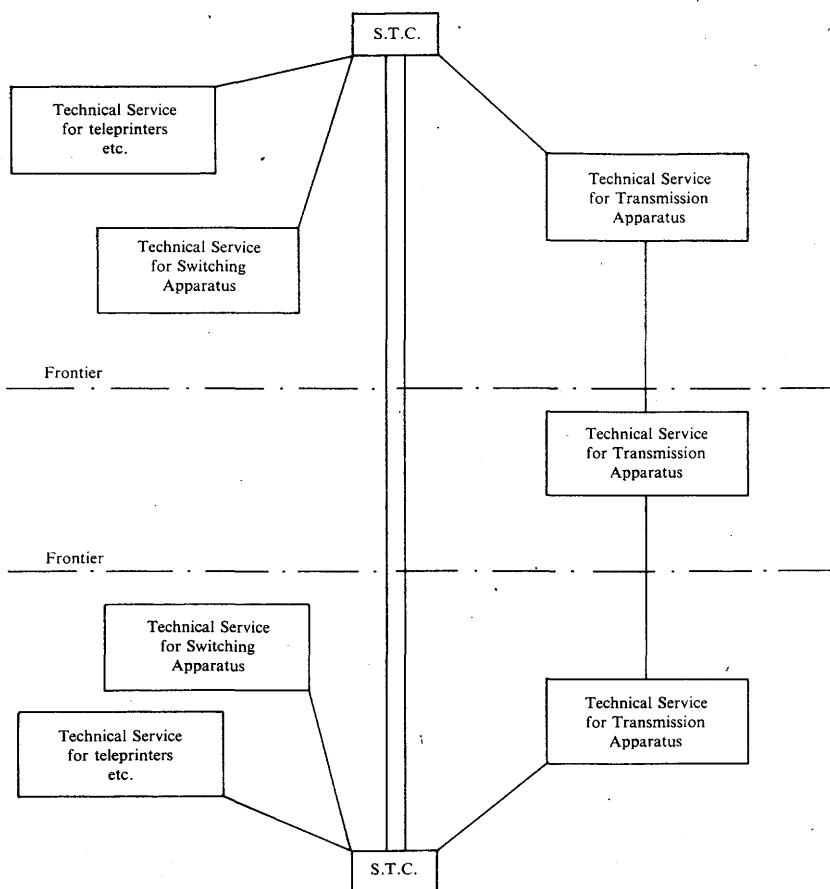 S.T.C.
Technical Service
for teleprinters
etc.
Technical Service
for Transmission
Apparatus
Technical Service
for Switching
Apparatus
Frontier
Technical Service
for Transmission
Apparatus
Frontier
Technical Service
for Switching
Apparatus
Technical Service
for Transmission
Apparatus
Technical Service
for teleprinters
etc.
S.T.C.